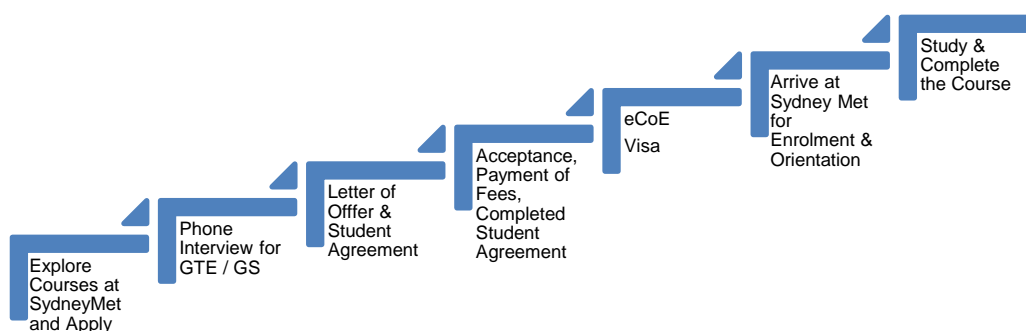 Explore
Courses at
SydneyMet
and Apply
Phone
Interview for
GTE / GS
Letter of
Offfer &
Student
Agreement
Acceptance,
Payment of
Fees,
Completed
Student
Agreement
eCoE
Visa
Arrive at
Sydney Met
for
Enrolment &
Orientation
Study &
Complete
the Course